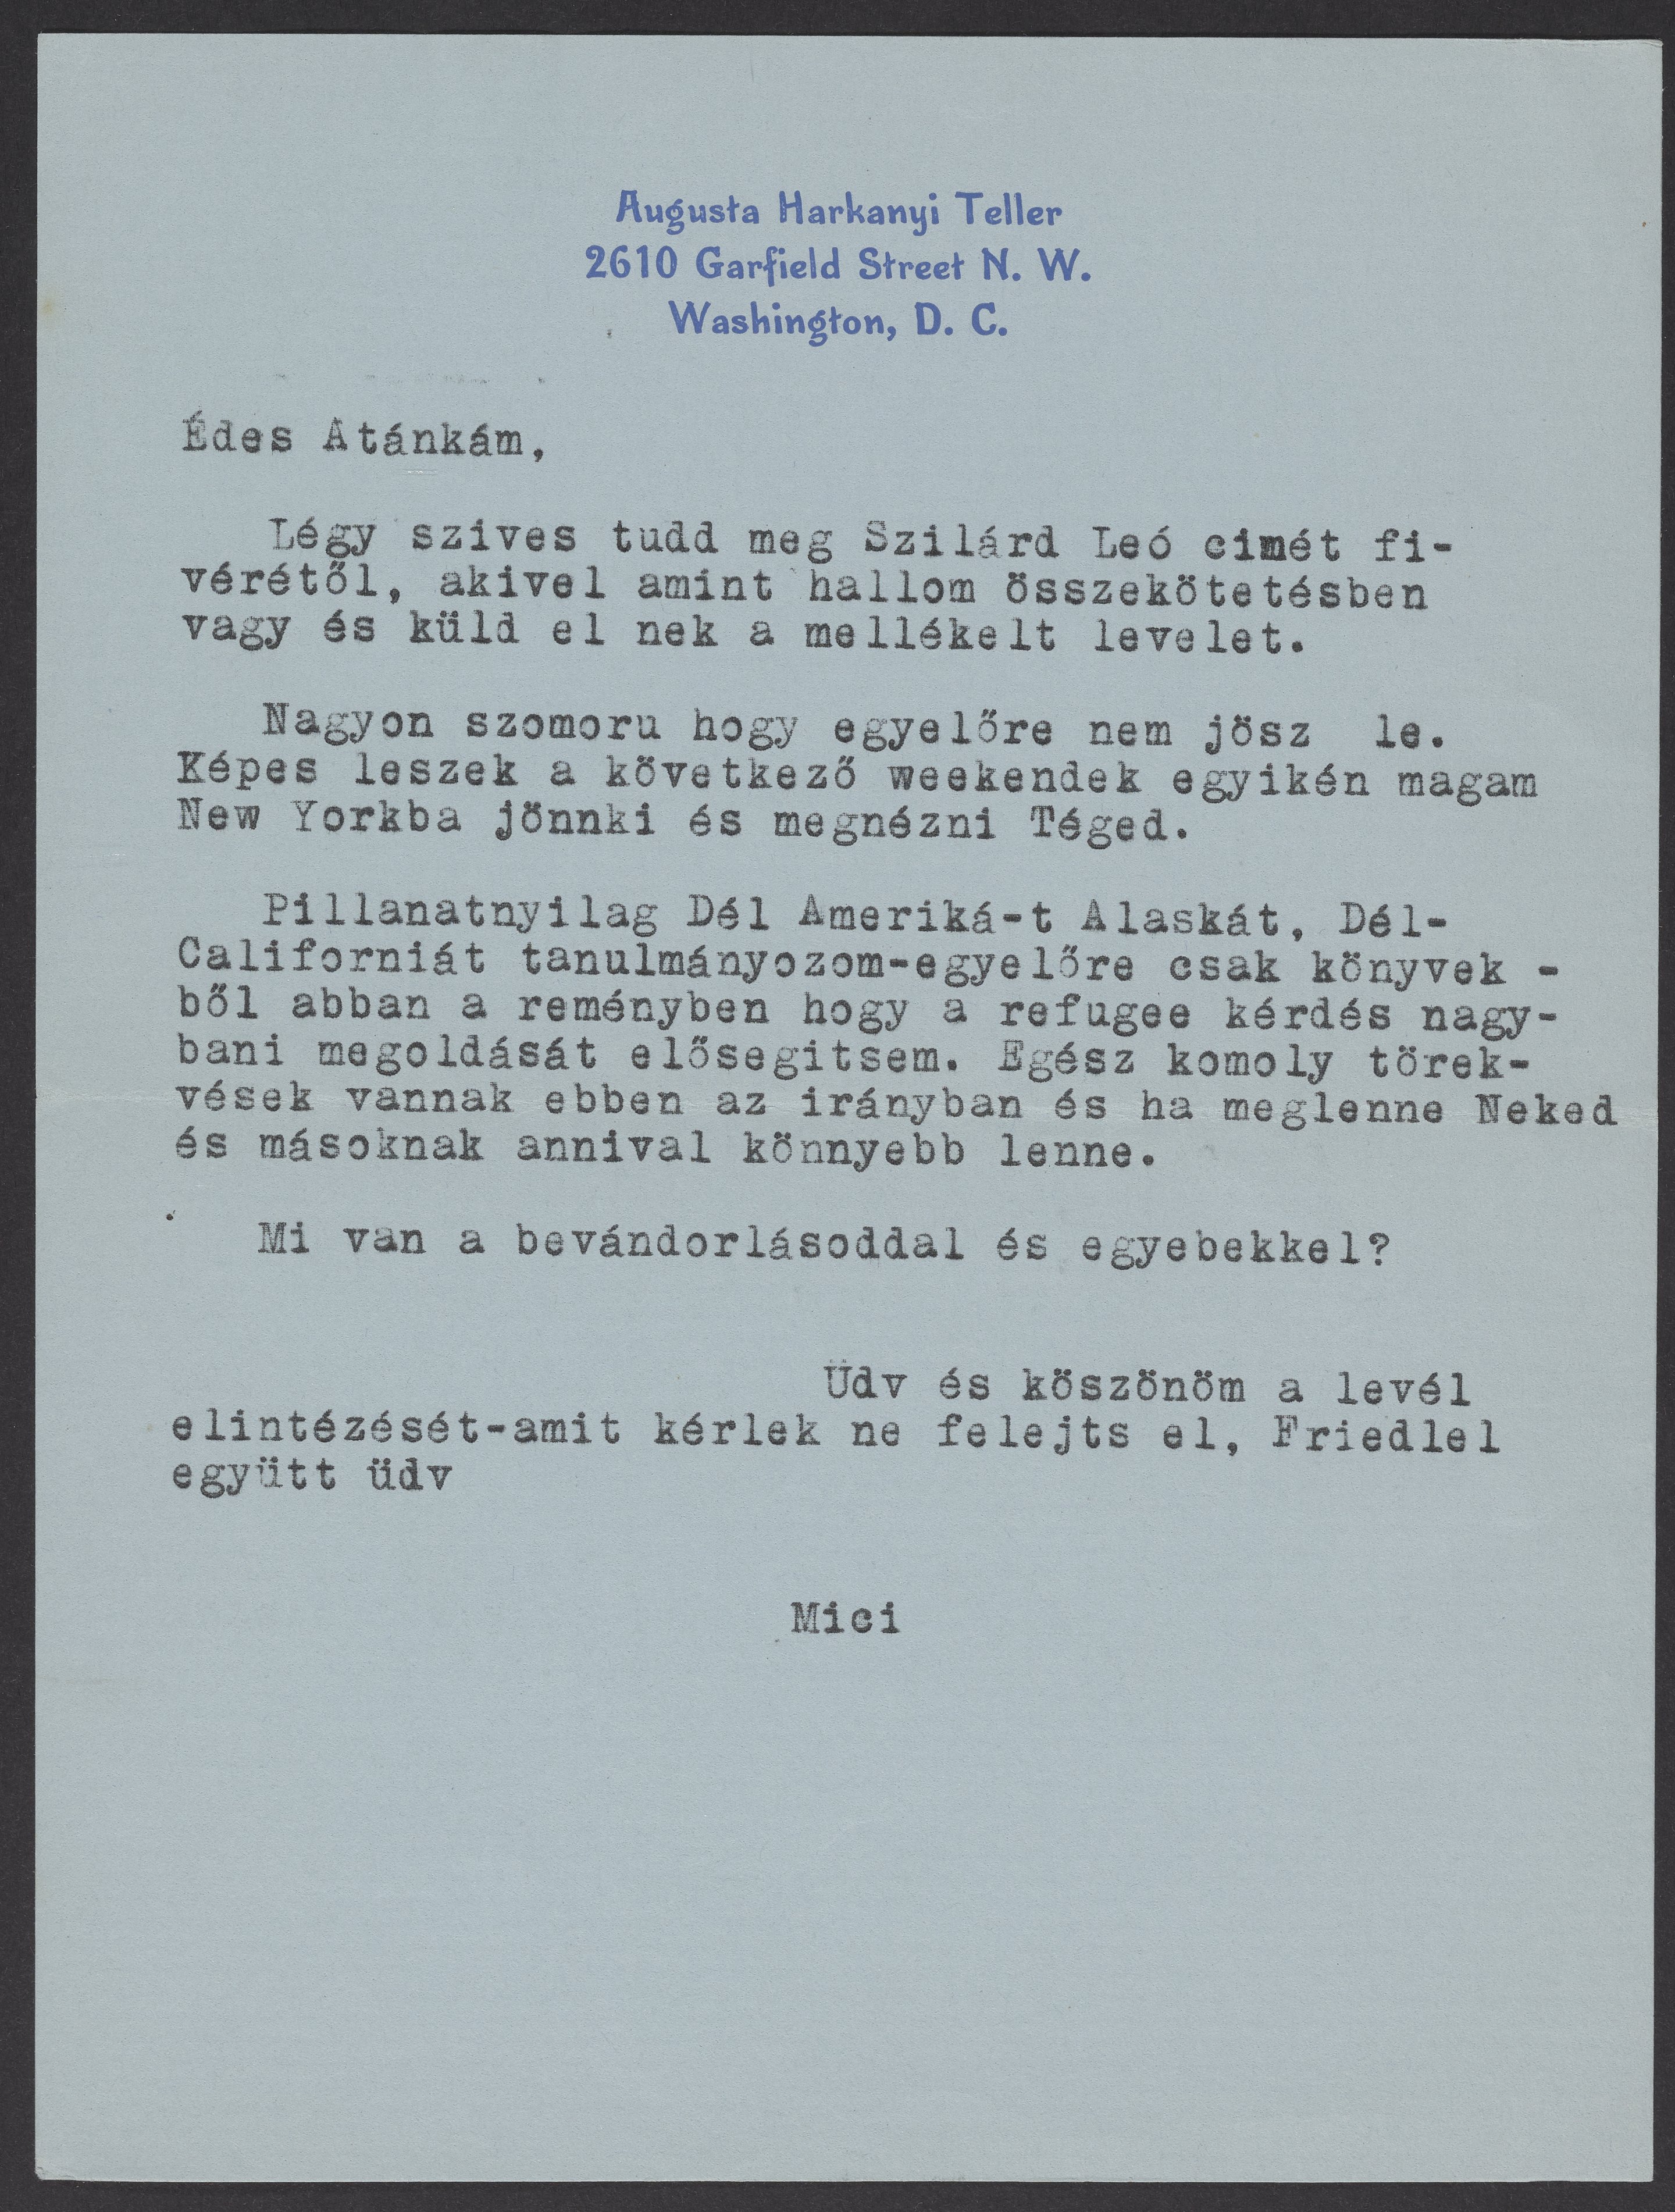 Augusta Harkanyi Teller
2610 Garfield Street N. W.
Washington, D. C.
Édes Atánkám,
Légy szives tudd meg Szilárd Leó cimét fi-
vérétől, akivel amint hallom összekötetésben
vagy és küld el nek a mellékelt levelet.
Nagyon szomoru hogy egyelőre nem jösz le.
Képes leszek a következő weekendek egyikén magam
New Yorkba jönnki és megnézni Téged.
Pillanatnyilag Dél Ameriká-t Alaskát, Dél-
Californiát tanulmányozom-egyelőre csak könyvek -
ből abban a reményben hogy a refugee kérdés nagy-
bani megoldását elősegitsem. Egész komoly törek-
vések vannak ebben az irányban és ha meglenne Neked
és másoknak annival könnyebb lenne.
Mi van a bevándorlásoddal és egyebekkel?
Üdv és köszönöm a levél
elintézését-amit kérlek ne felejts el, Friedlel
együtt üdv
Mici